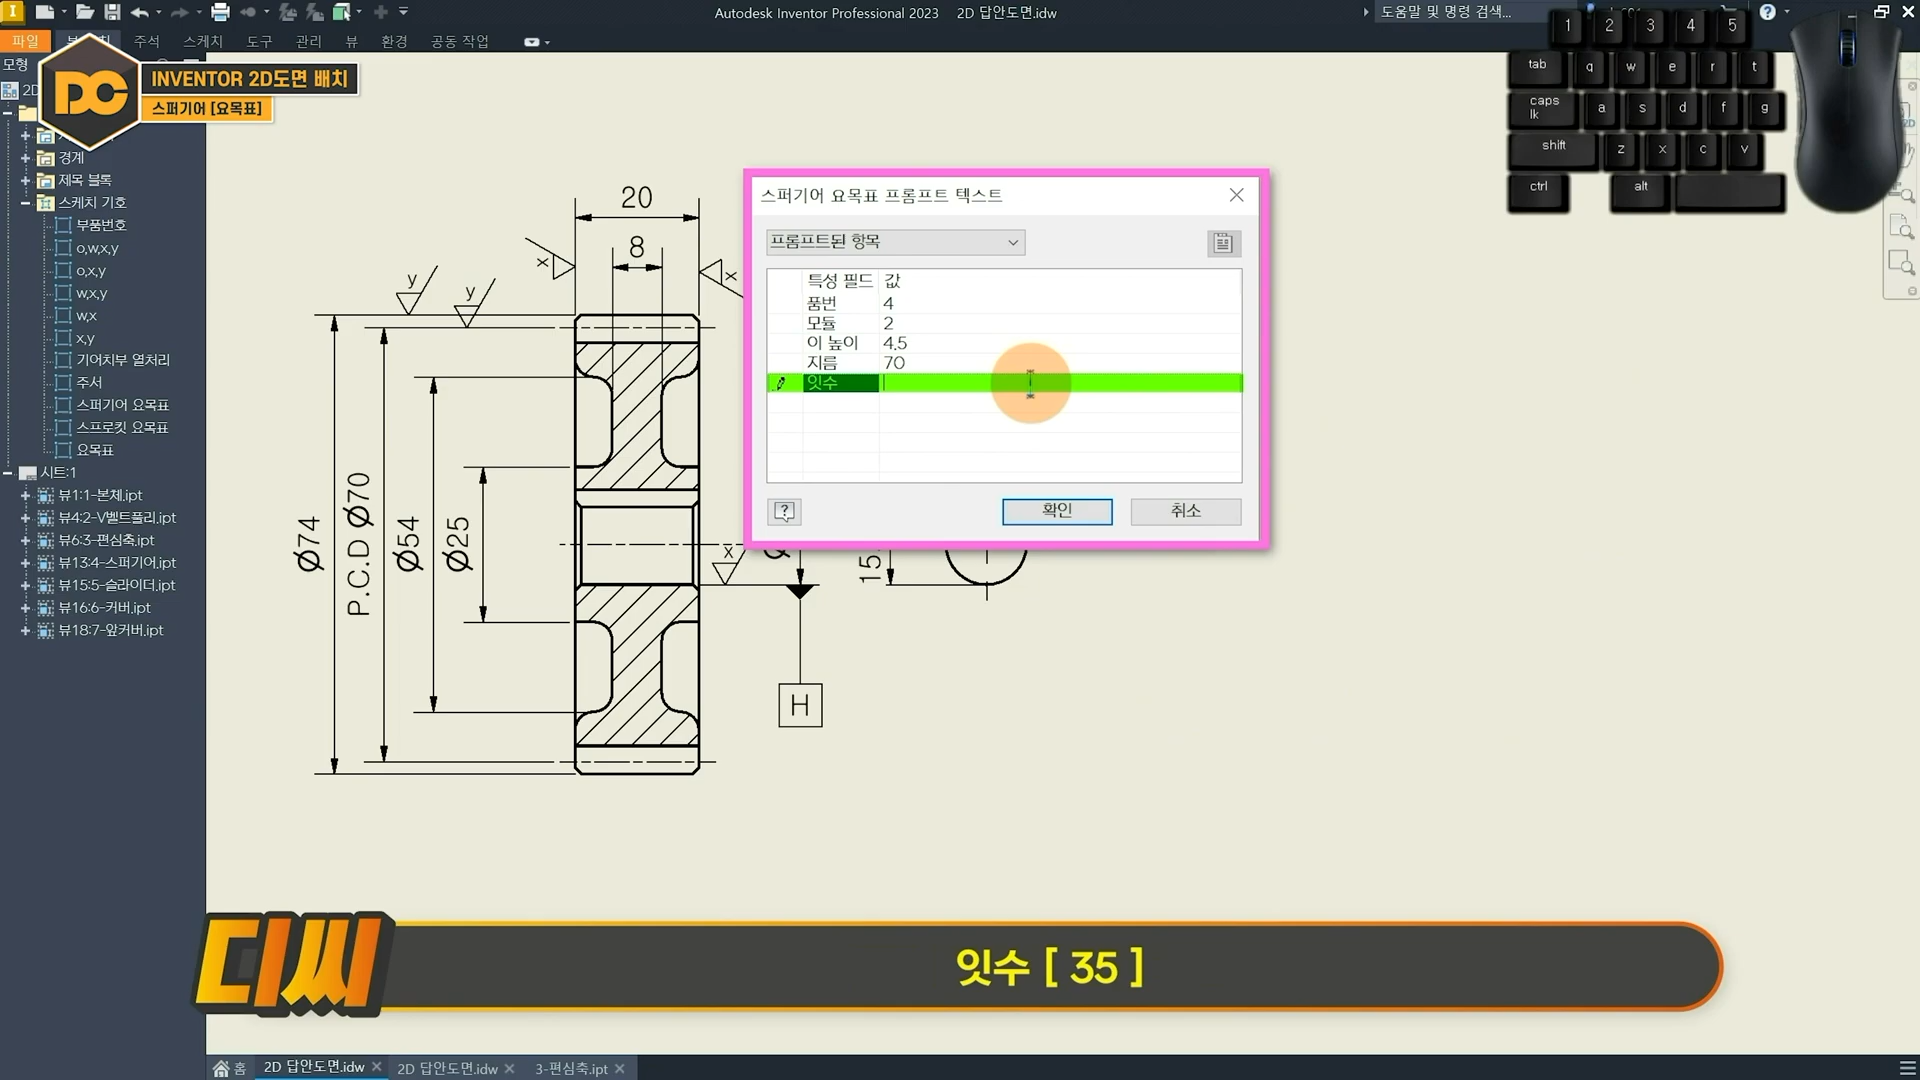 Autodesk Inventor Professional 2023 2D 답안도면.idw
도움말 및 명령 검색...
파일
주석 스케치 도구 관리 뷰 환경 공동 작업
모형
DC
INVENTOR 2D도면 배치
스퍼기어 [요목표]
경계
제목 블록
스케치 기호
부품번호
o,w,x,y
o,x,y
w,x,y
w,x
x,y
기어치부 열처리
주서
스퍼기어 요목표
스프로킷 요목표
요목표
시트:1
뷰1:1-본체.ipt
뷰4:2-V벨트풀리.ipt
뷰6:3-편심축.ipt
뷰13:4-스퍼기어.ipt
뷰15:5-슬라이더.ipt
뷰16:6-커버.ipt
뷰18:7-앞커버.ipt
20
8
x
x
y
y
Ø74
P.C.D Ø70
Ø54
Ø25
x
15
H
스퍼기어 요목표 프롬프트 텍스트
프롬프트된 항목
특성 필드 값
품번 4
모듈 2
이 높이 4.5
지름 70
잇수
확인 취소
1 2 3 4 5
tab q w e r t
caps lk a s d f g
shift z x c v
ctrl alt
디씨
잇수 [ 35 ]
홈 2D 답안도면.idw 2D 답안도면.idw 3-편심축.ipt